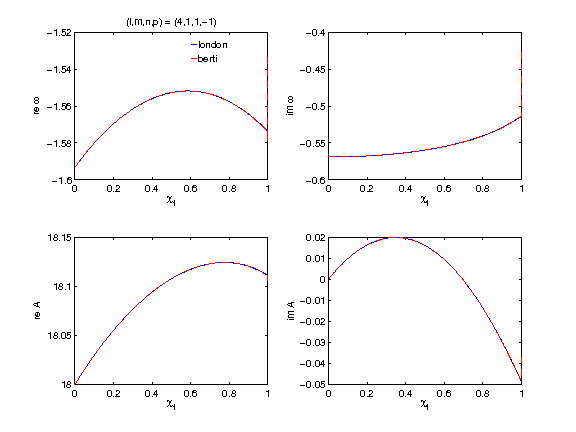 (l,m,n,p) = (4,1,1,−1)
−1.52
−1.54
−1.56
−1.58
−1.6
re ω
0 0.2 0.4 0.6 0.8 1
χf
london
berti
−0.4
−0.45
−0.5
−0.55
−0.6
im ω
0 0.2 0.4 0.6 0.8 1
χf
18.15
18.1
18.05
18
re A
0 0.2 0.4 0.6 0.8 1
χf
0.02
0.01
0
−0.01
−0.02
−0.03
−0.04
−0.05
im A
0 0.2 0.4 0.6 0.8 1
χf